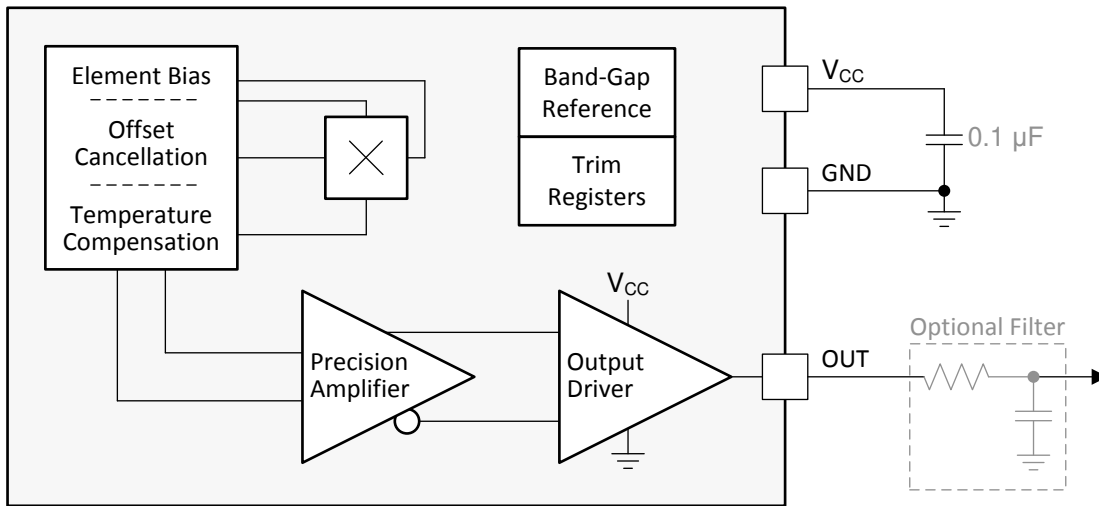 Element Bias
Offset
Cancellation
Temperature
Compensation
Band-Gap
Reference
Trim
Registers
VCC
0.1 µF
GND
VCC
Precision
Amplifier
Output
Driver
OUT
Optional Filter